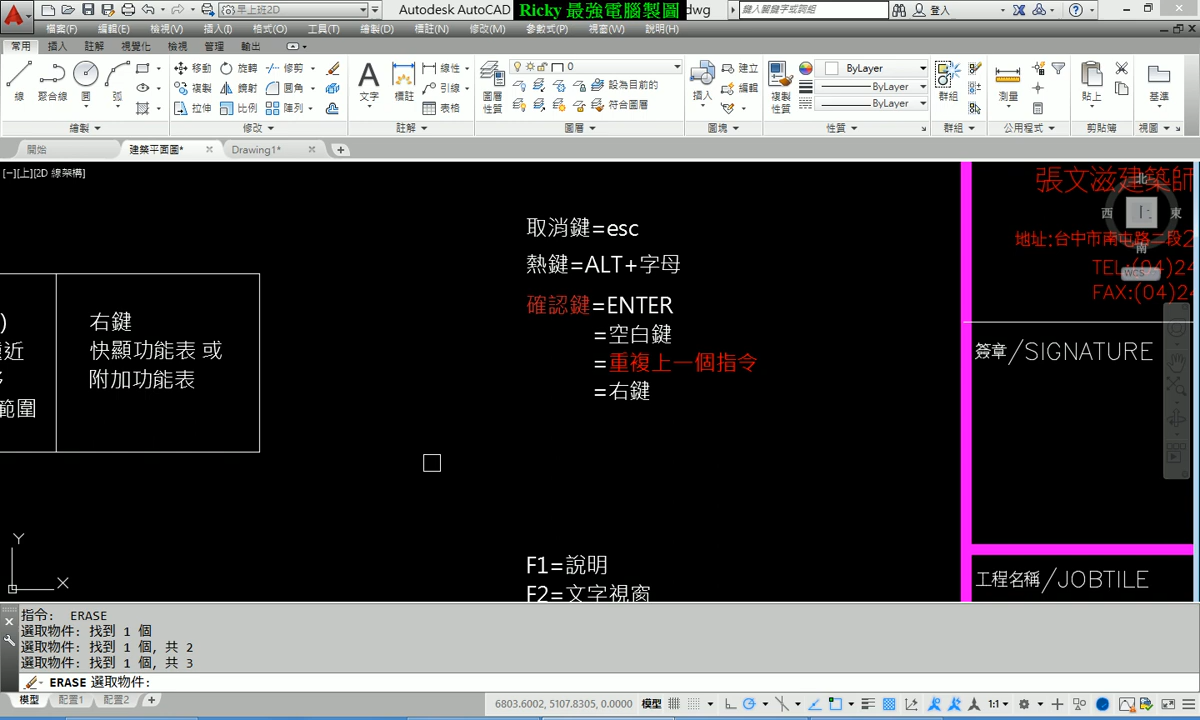 早上班2D
Autodesk AutoCAD
Ricky 最強電腦製圖
dwg
鍵入關鍵字或詞組
登入
檔案(F) 編輯(E) 檢視(V) 插入(I) 格式(O) 工具(T) 繪製(D) 標註(N) 修改(M) 參數式(P) 視窗(W) 說明(H)
常用 插入 註解 視覺化 檢視 管理 輸出
線 聚合線 圓 弧
移動 旋轉 修剪
複製 鏡射 圓角
拉伸 比例 陣列
文字 標註
線性
引線
表格
圖層性質
0
設為目前的
符合圖層
插入
建立
編輯
複製性質
ByLayer
ByLayer
ByLayer
群組 測量 貼上 基準
繪製 修改 註解 圖層 圖塊 性質 群組 公用程式 剪貼簿 視圖
開始 建築平面圖* Drawing1*
[−][上][2D 線架構]
取消鍵=esc
熱鍵=ALT+字母
確認鍵=ENTER
=空白鍵
=重複上一個指令
=右鍵
F1=說明
F2=文字視窗
)
近
範圍
右鍵
快顯功能表 或
附加功能表
張文滋建築師
地址:台中市南屯路二段2
TEL:(04)24
FAX:(04)24
北
西 上 東
南
WCS
簽章/SIGNATURE
工程名稱/JOBTILE
Y
X
指令: ERASE
選取物件: 找到 1 個
選取物件: 找到 1 個, 共 2
選取物件: 找到 1 個, 共 3
ERASE 選取物件:
模型 配置1 配置2 +
6803.6002, 5107.8305, 0.0000 模型 1:1